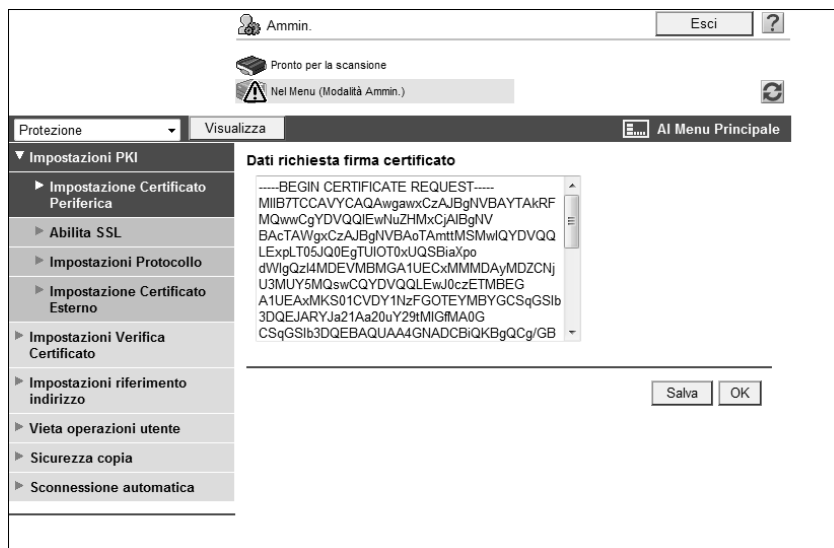 Ammin.
Esci
?
Pronto per la scansione
Nel Menu (Modalità Ammin.)
Protezione
Visualizza
Al Menu Principale
Impostazioni PKI
Impostazione Certificato
Periferica
Abilita SSL
Impostazioni Protocollo
Impostazione Certificato
Esterno
Impostazioni Verifica
Certificato
Impostazioni riferimento
indirizzo
Vieta operazioni utente
Sicurezza copia
Sconnessione automatica
Dati richiesta firma certificato
-----BEGIN CERTIFICATE REQUEST-----
MIIB7TCCAVYCAQAwgawxCzAJBgNVBAYTAkRF
MQwwCgYDVQQIEwNuZHMxCjAIBgNV
BAcTAWgxCzAJBgNVBAoTAmttMSMwIQYDVQQ
LExpLT05JQ0EgTUlOT0xUQSBiaXpo
dWIgQzI4MDEVMBMGA1UECxMMMDAyMDZCNj
U3MUY5MQswCQYDVQQLEwJ0czETMBEG
A1UEAxMKS01CVDY1NzFGOTEYMBYGCSqGSIb
3DQEJARYJa21Aa20uY29tMIGfMA0G
CSqGSIb3DQEBAQUAA4GNADCBiQKBgQCg/GB
Salva
OK